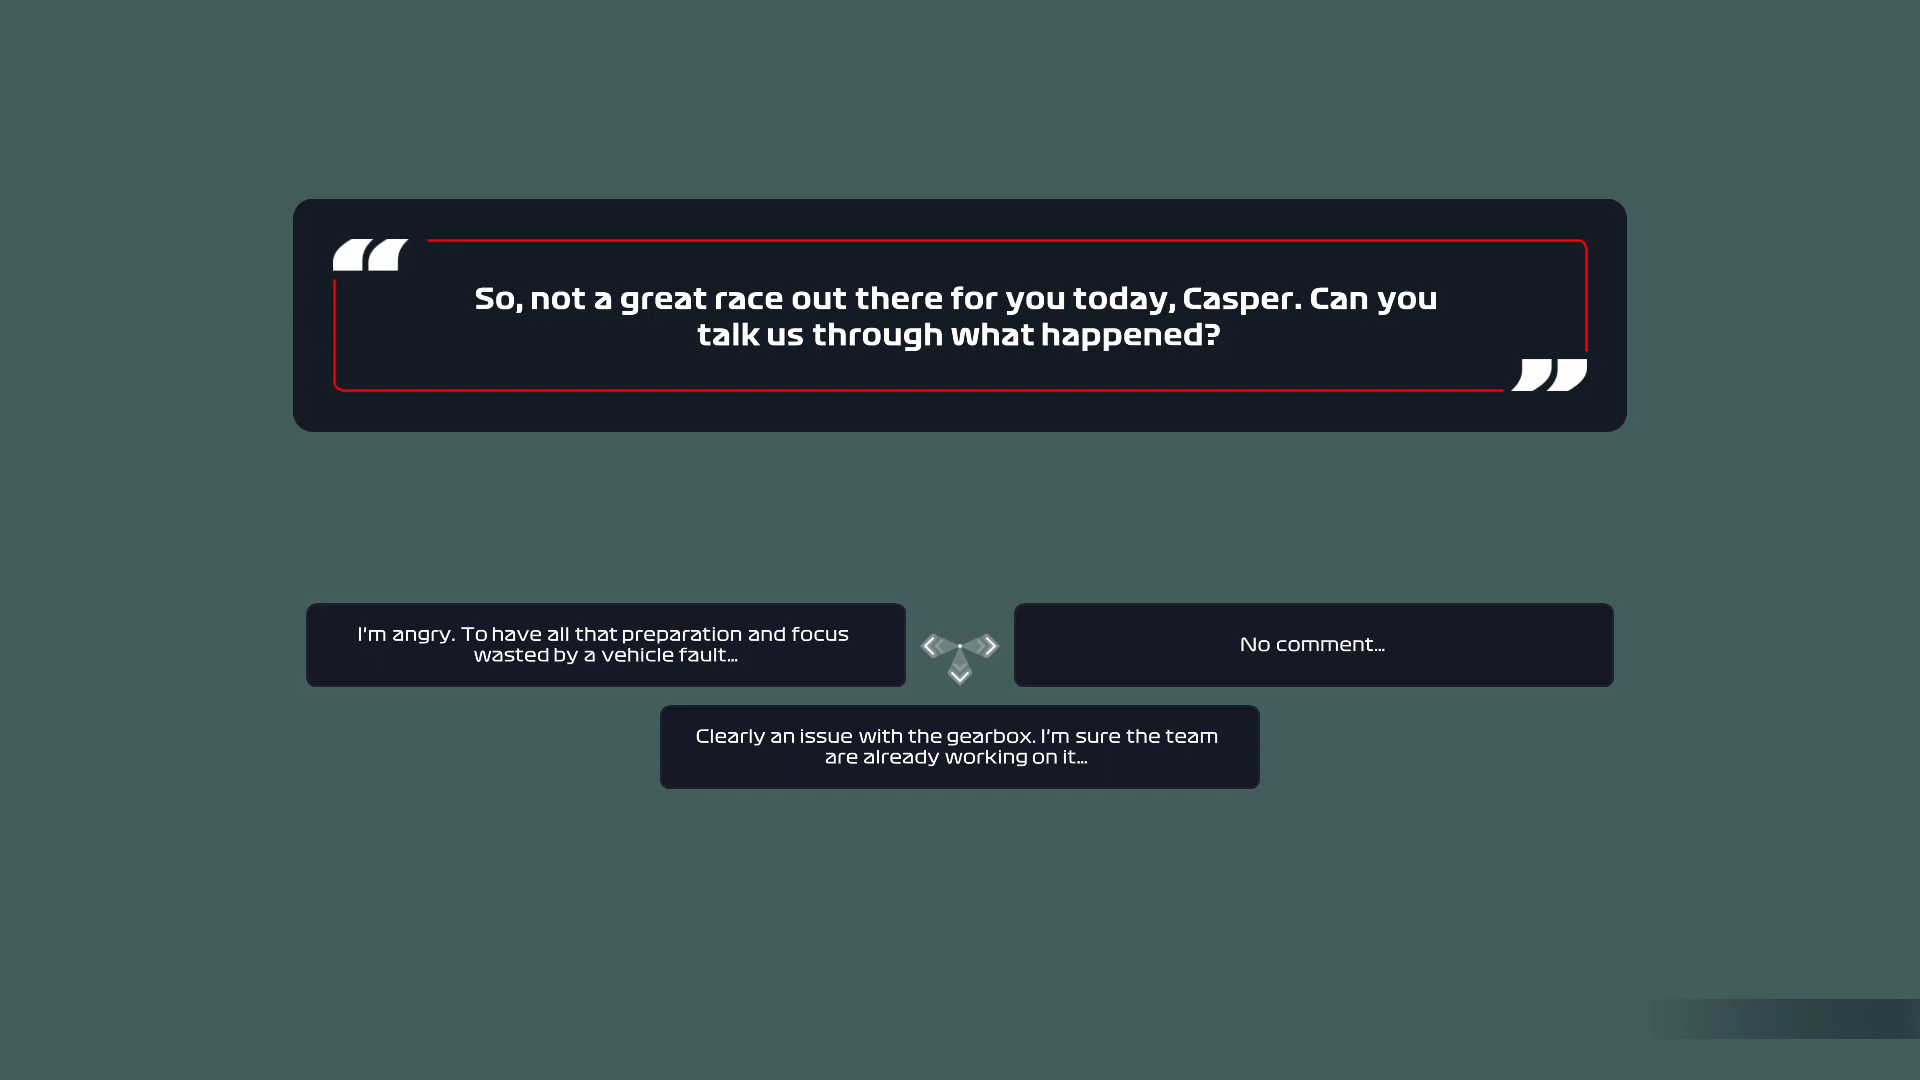 So, not a great race out there for you today, Casper. Can you
talk us through what happened?
I'm angry. To have all that preparation and focus
wasted by a vehicle fault...
No comment...
Clearly an issue with the gearbox. I'm sure the team
are already working on it...